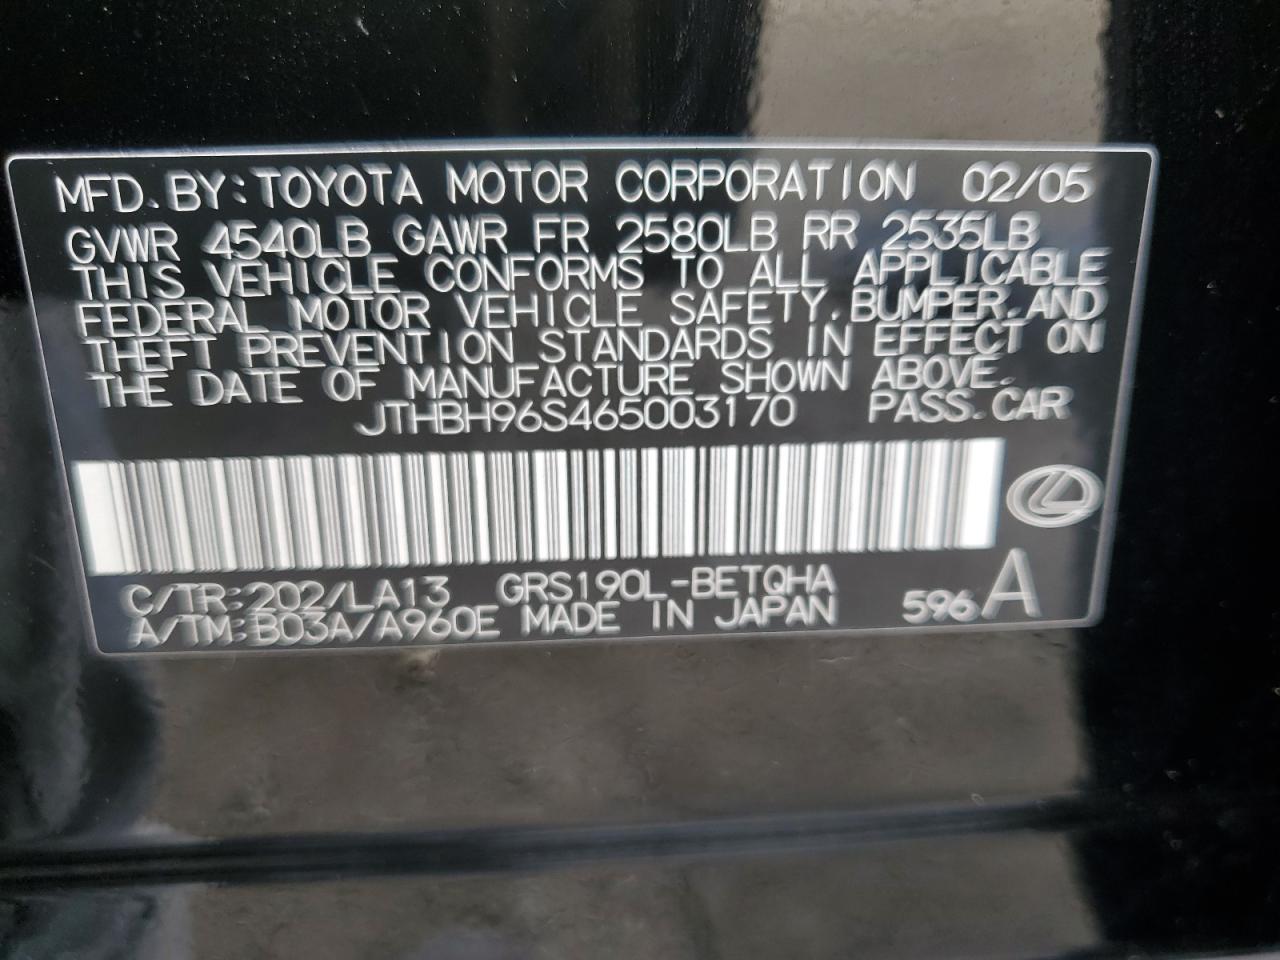 MFD. BY: TOYOTA MOTOR CORPORATION 02/05
GVWR 4540LB GAWR FR 2580LB RR 2535LB
THIS VEHICLE CONFORMS TO ALL APPLICABLE
FEDERAL MOTOR VEHICLE SAFETY, BUMPER, AND
THEFT PREVENTION STANDARDS IN EFFECT ON
THE DATE OF MANUFACTURE SHOWN ABOVE.
JTHBH96S465003170 PASS. CAR
C/TR: 202/LA13 GRS190L-BETQHA
A/TM: B03A/A960E MADE IN JAPAN 596 A